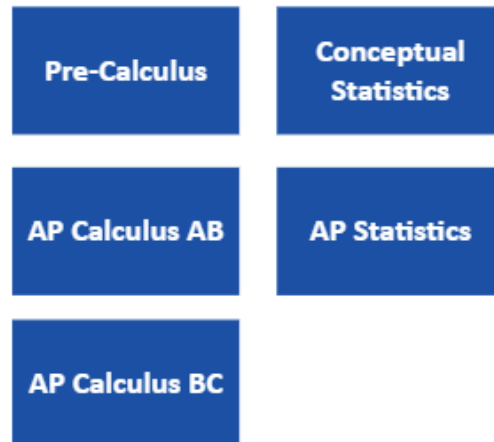 Pre-Calculus
Conceptual
Statistics
AP Calculus AB
AP Statistics
AP Calculus BC